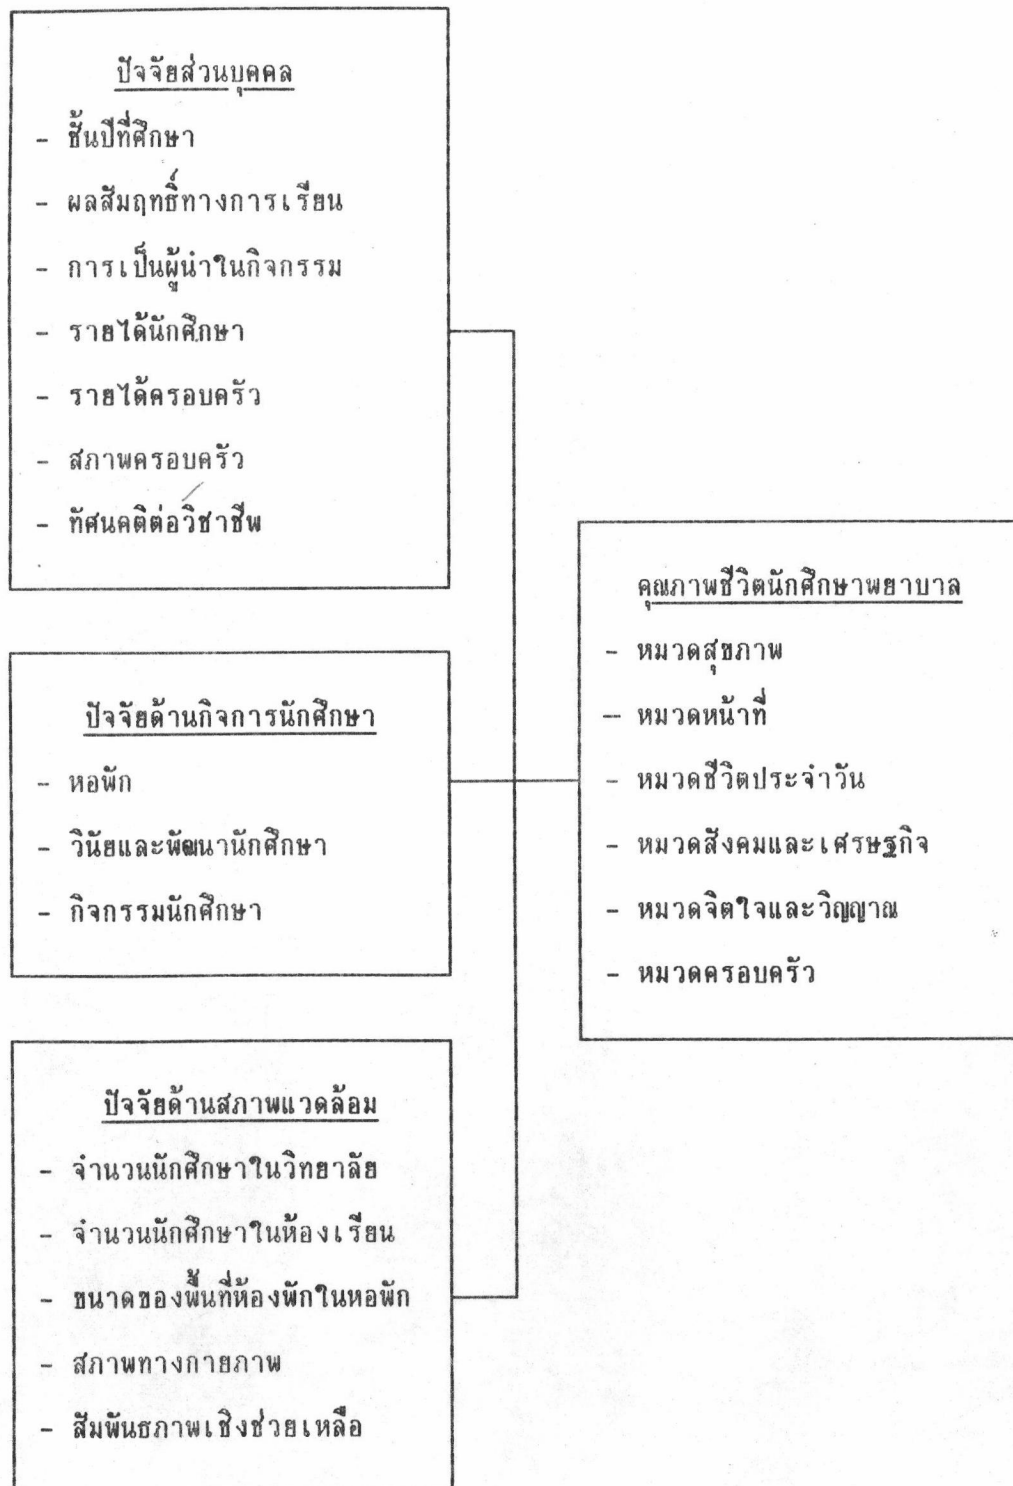 ปัจจัยส่วนบุคคล
- ชั้นปีที่ศึกษา
- ผลสัมฤทธิ์ทางการเรียน
- การเป็นผู้นำในกิจกรรม
- รายได้นักศึกษา
- รายได้ครอบครัว
- สภาพครอบครัว
- ทัศนคติต่อวิชาชีพ
ปัจจัยด้านกิจการนักศึกษา
- หอพัก
- วินัยและพัฒนานักศึกษา
- กิจกรรมนักศึกษา
ปัจจัยด้านสภาพแวดล้อม
- จำนวนนักศึกษาในวิทยาลัย
- จำนวนนักศึกษาในห้องเรียน
- ขนาดของพื้นที่ห้องพักในหอพัก
- สภาพทางกายภาพ
- สัมพันธภาพเชิงช่วยเหลือ
คุณภาพชีวิตนักศึกษาพยาบาล
- หมวดสุขภาพ
- หมวดหน้าที่
- หมวดชีวิตประจำวัน
- หมวดสังคมและเศรษฐกิจ
- หมวดจิตใจและวิญญาณ
- หมวดครอบครัว